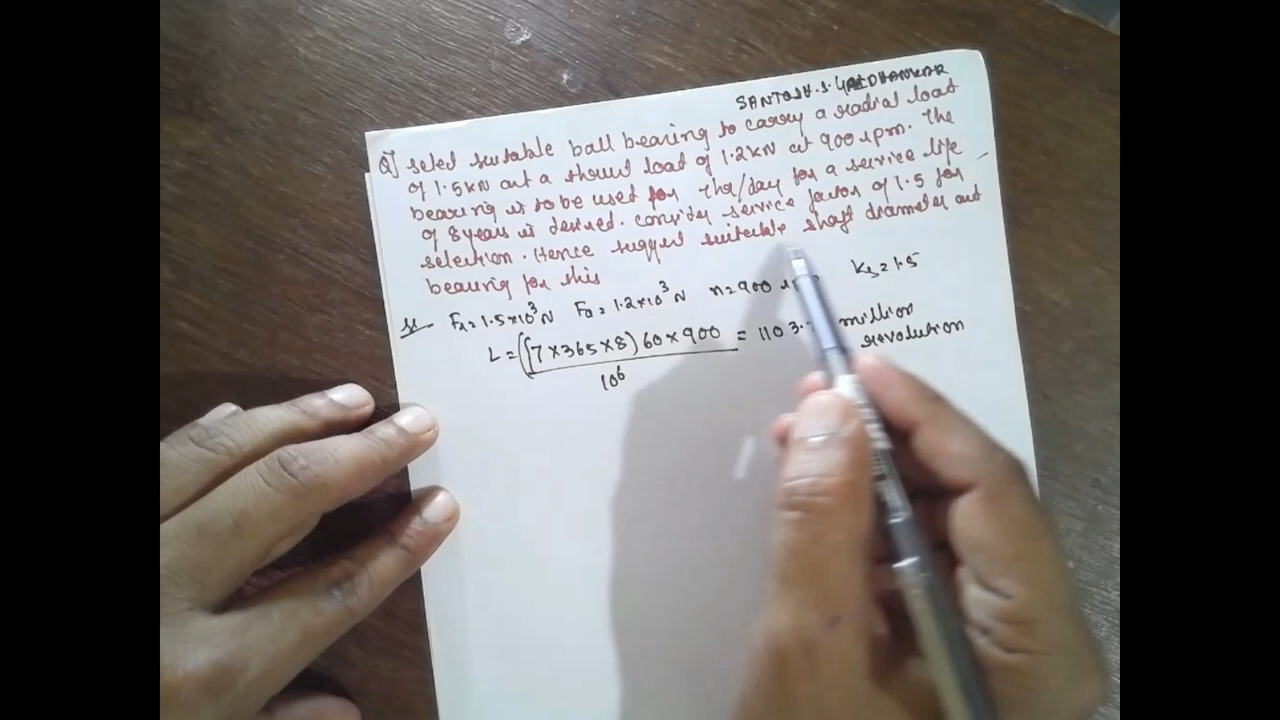 SANTOSH.S.
Q] select suitable ball bearing to carry a radial load
of 1.5KN and a thrust load of 1.2KN at 900 rpm. The
bearing is to be used for 7hr/day for a service life
of 8 years is desired. consider service factor of 1.5 for
selection. Hence suggest suitable shaft diameter and
bearing for this
Fr=1.5×10³N Fa=1.2×10³N n=900 Ks=1.5
L=((7×365×8)60×900 / 10⁶ = 1103. million
revolution